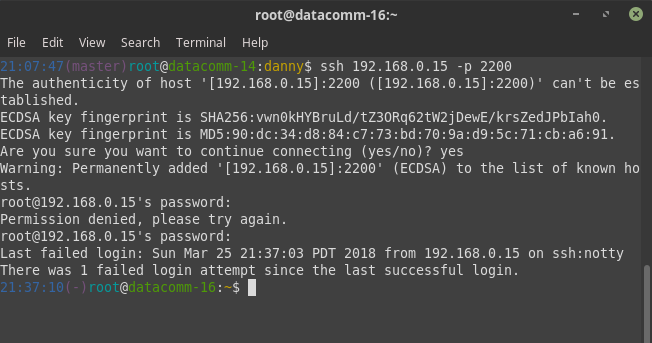 root@datacomm-16:~
File Edit View Search Terminal Help
21:07:47(master)root@datacomm-14:danny$ ssh 192.168.0.15 -p 2200
The authenticity of host '[192.168.0.15]:2200 ([192.168.0.15]:2200)' can't be es
tablished.
ECDSA key fingerprint is SHA256:vwn0kHYBruLd/tZ3ORq62tW2jDewE/krsZedJPbIah0.
ECDSA key fingerprint is MD5:90:dc:34:d8:84:c7:73:bd:70:9a:d9:5c:71:cb:a6:91.
Are you sure you want to continue connecting (yes/no)? yes
Warning: Permanently added '[192.168.0.15]:2200' (ECDSA) to the list of known ho
sts.
root@192.168.0.15's password:
Permission denied, please try again.
root@192.168.0.15's password:
Last failed login: Sun Mar 25 21:37:03 PDT 2018 from 192.168.0.15 on ssh:notty
There was 1 failed login attempt since the last successful login.
21:37:10(-)root@datacomm-16:~$